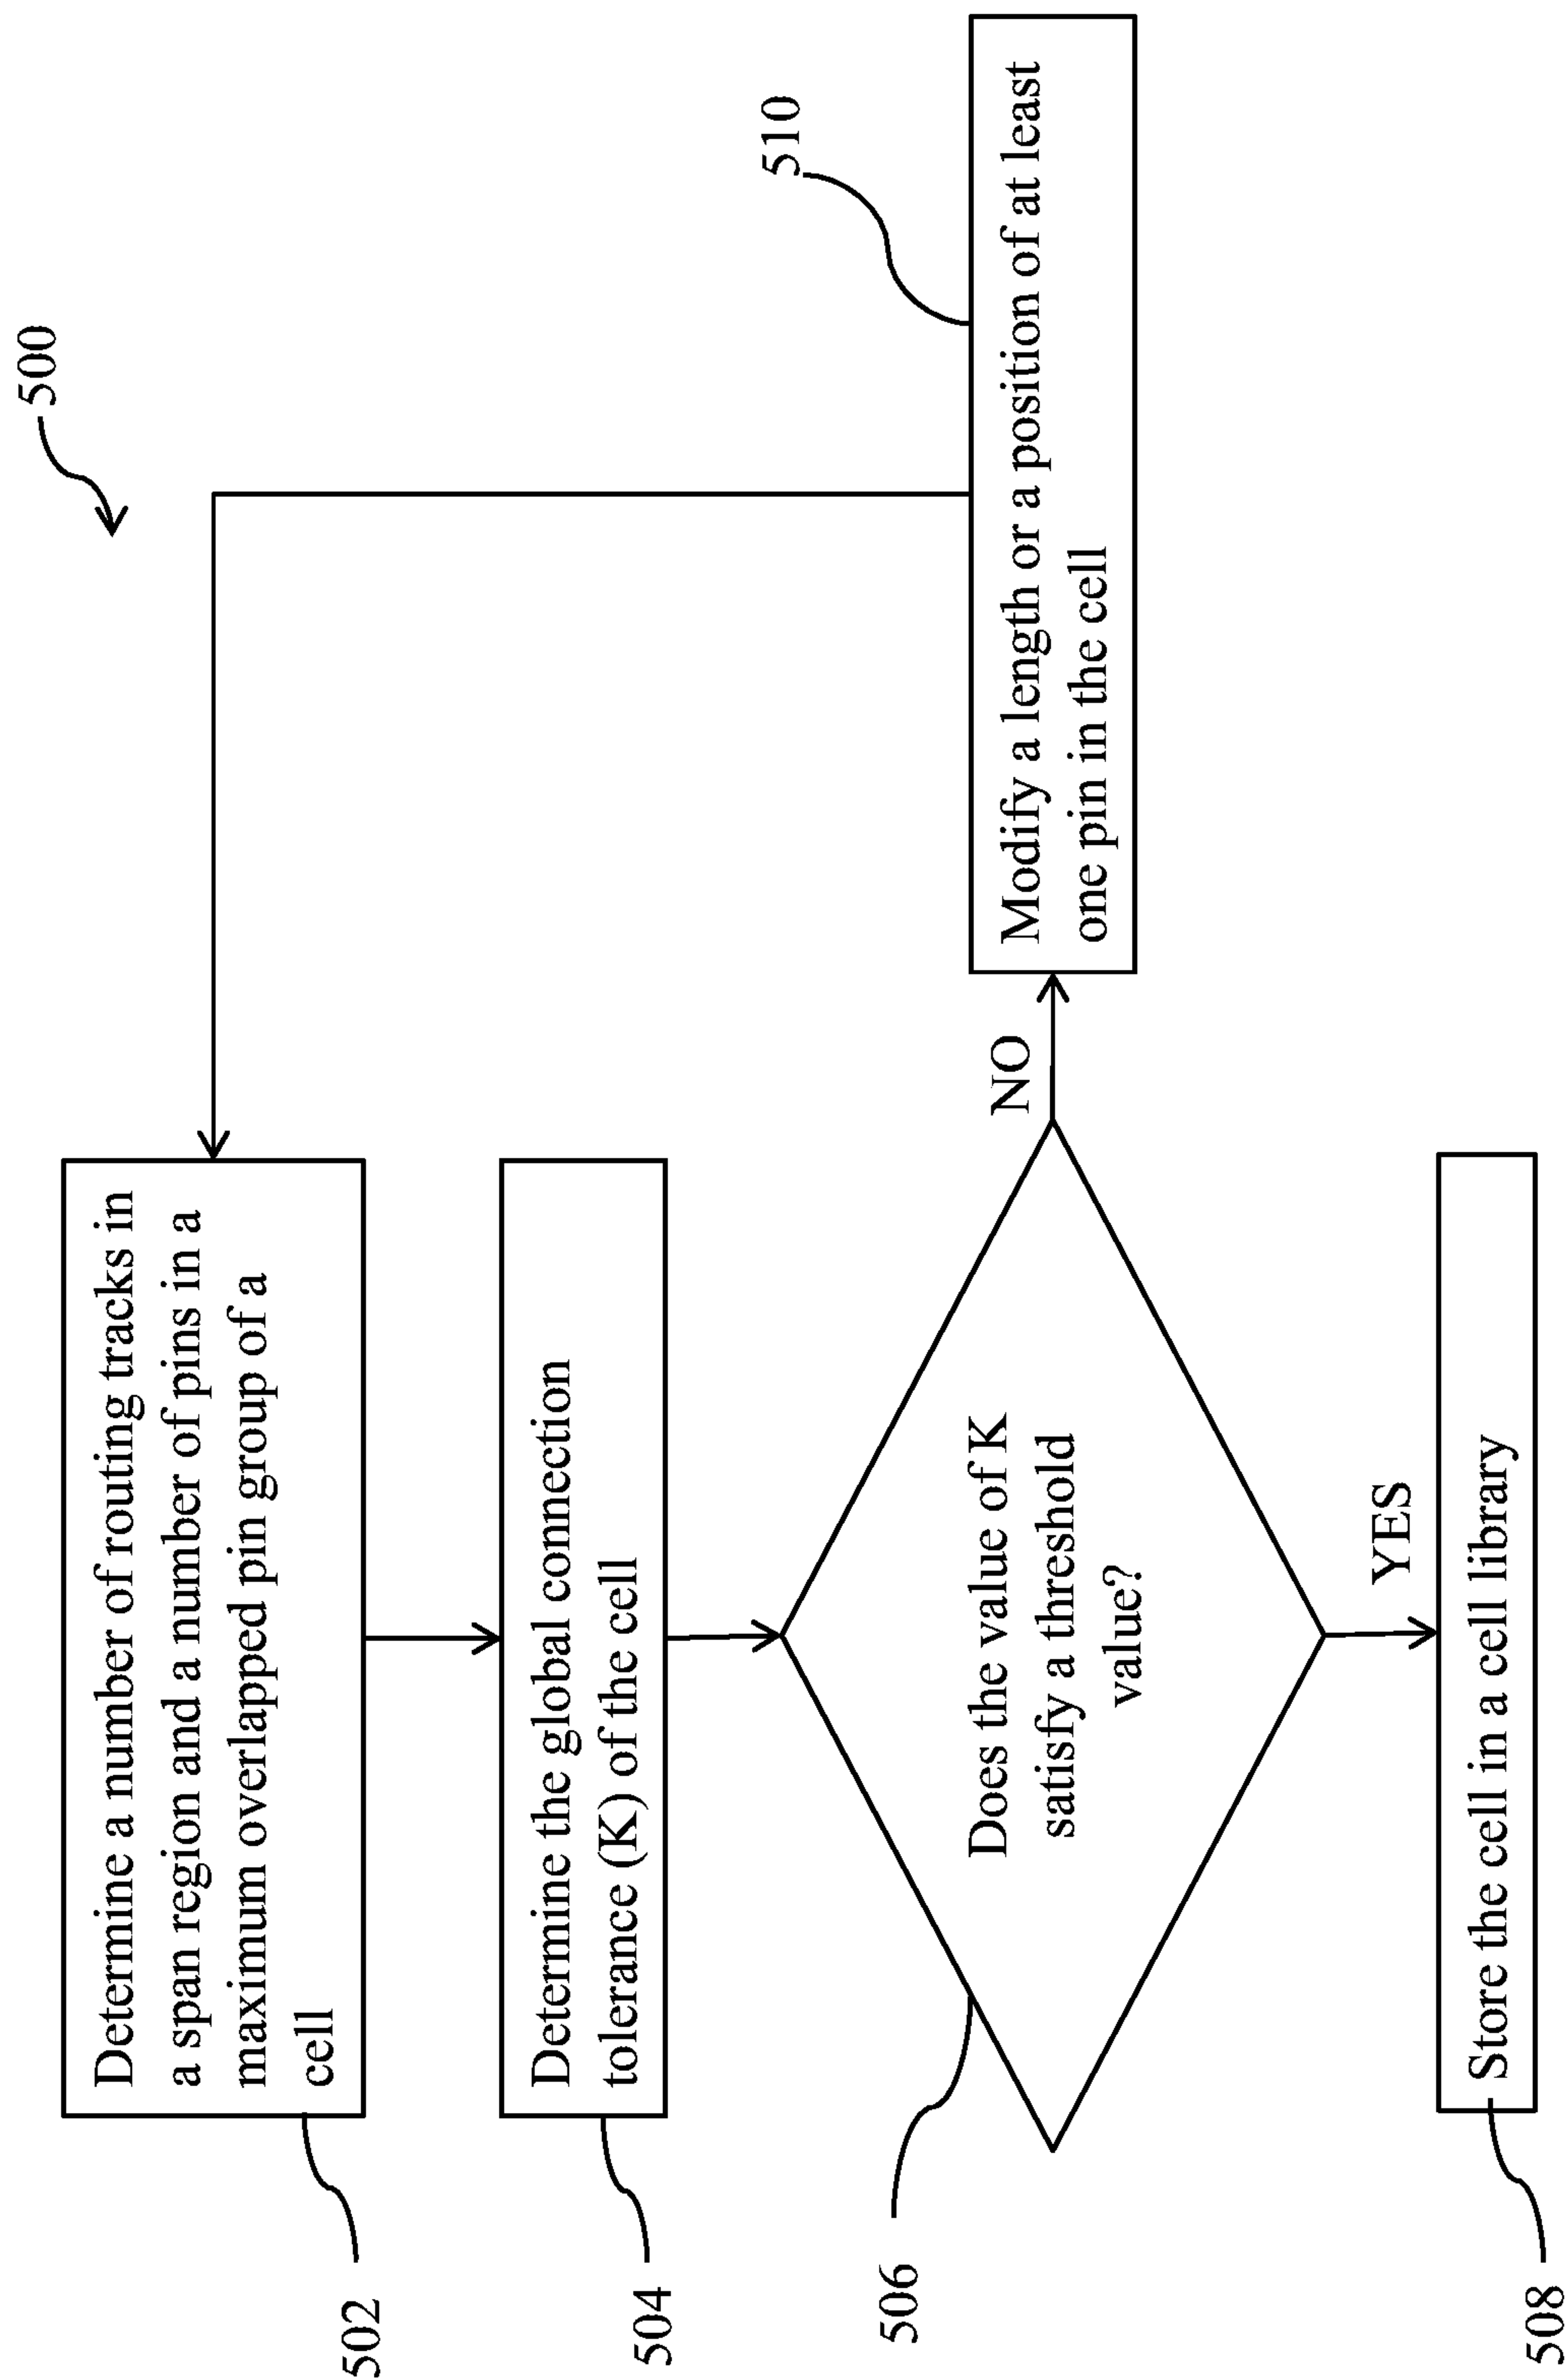 500
502
Determine a number of routing tracks in
a span region and a number of pins in a
maximum overlapped pin group of a
cell
504
Determine the global connection
tolerance (K) of the cell
506
Does the value of K
satisfy a threshold
value?
NO
510
Modify a length or a position of at least
one pin in the cell
YES
508
Store the cell in a cell library